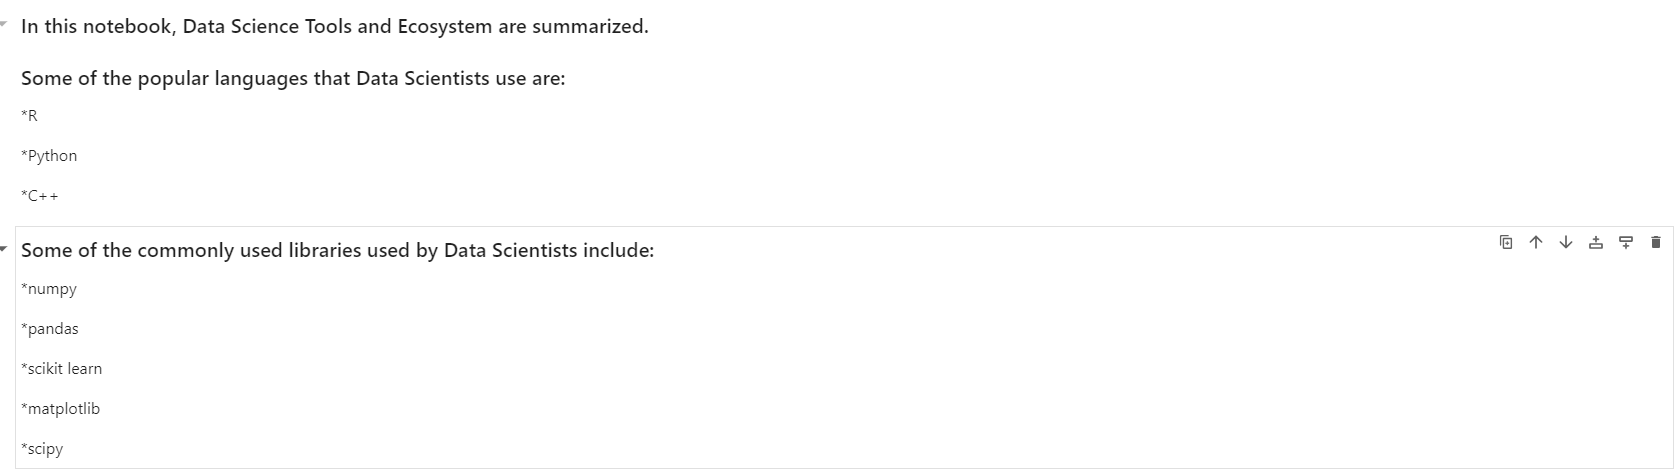 In this notebook, Data Science Tools and Ecosystem are summarized.
Some of the popular languages that Data Scientists use are:
*R
*Python
*C++
Some of the commonly used libraries used by Data Scientists include:
*numpy
*pandas
*scikit learn
*matplotlib
*scipy